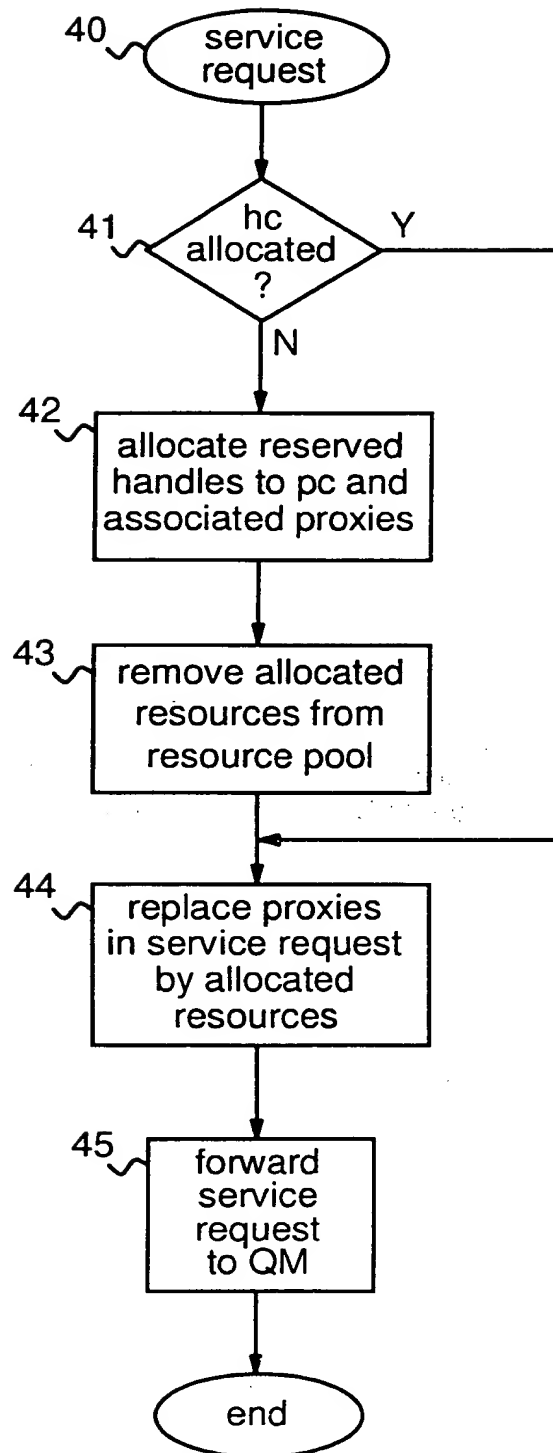 40
service
request
41
hc
allocated
?
Y
N
42
allocate reserved
handles to pc and
associated proxies
43
remove allocated
resources from
resource pool
44
replace proxies
in service request
by allocated
resources
45
forward
service
request
to QM
end